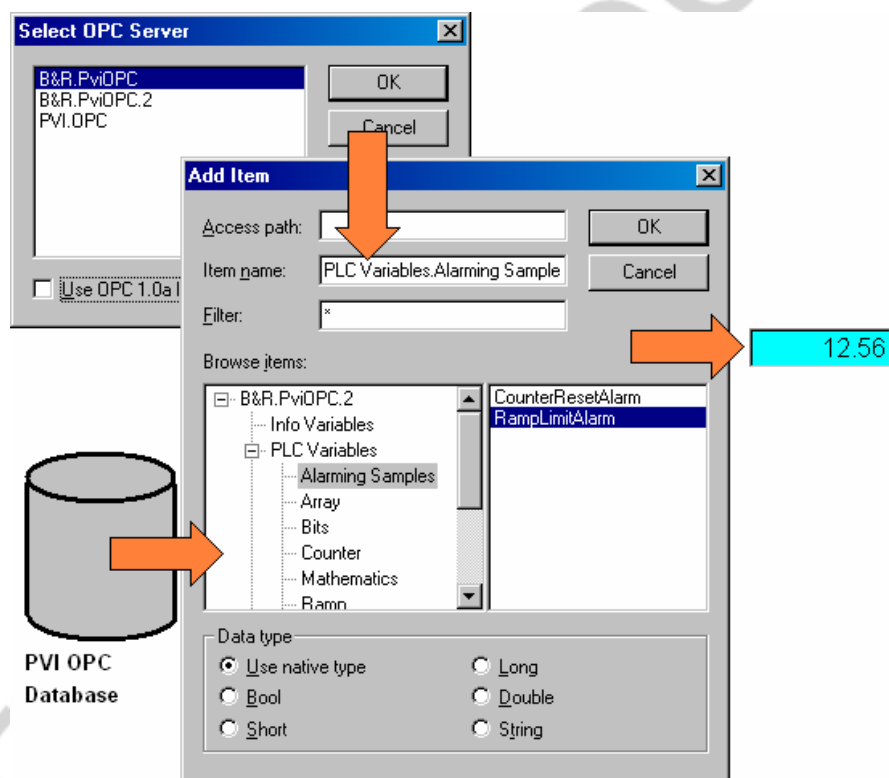 Select OPC Server
B&R.PviOPC
B&R.PviOPC.2
PVI.OPC
OK
Cancel
Use OPC 1.0a
Add Item
Access path:
OK
Item name:
PLC Variables.Alarming Sample
Cancel
Filter:
*
12.56
Browse items:
B&R.PviOPC.2
Info Variables
PLC Variables
Alarming Samples
Array
Bits
Counter
Mathematics
Ramp
CounterResetAlarm
RampLimitAlarm
PVI OPC
Database
Data type
Use native type
Bool
Short
Long
Double
String